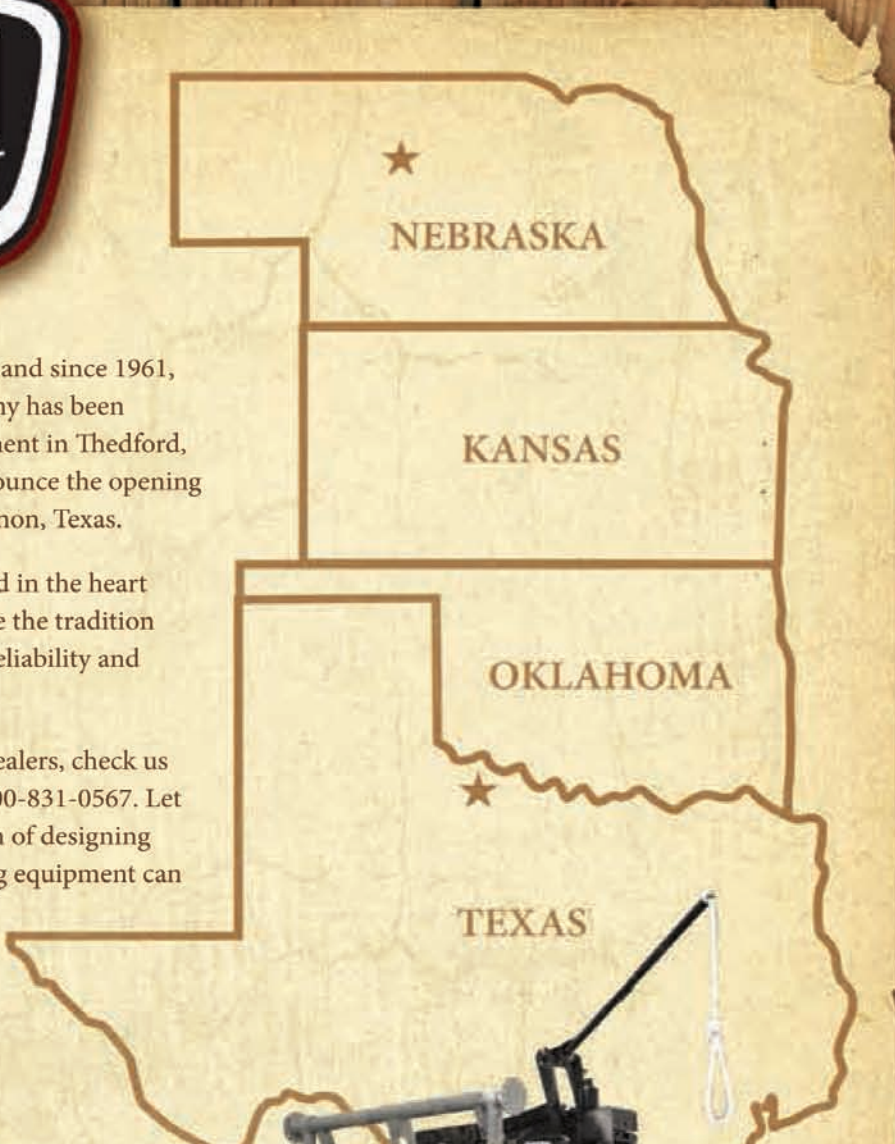 NEBRASKA
and since 1961,
ny has been
KANSAS
nent in Thedford,
ounce the opening
non, Texas.
d in the heart
e the tradition
eliability and
OKLAHOMA
ealers, check us
00-831-0567. Let
n of designing
g equipment can
TEXAS